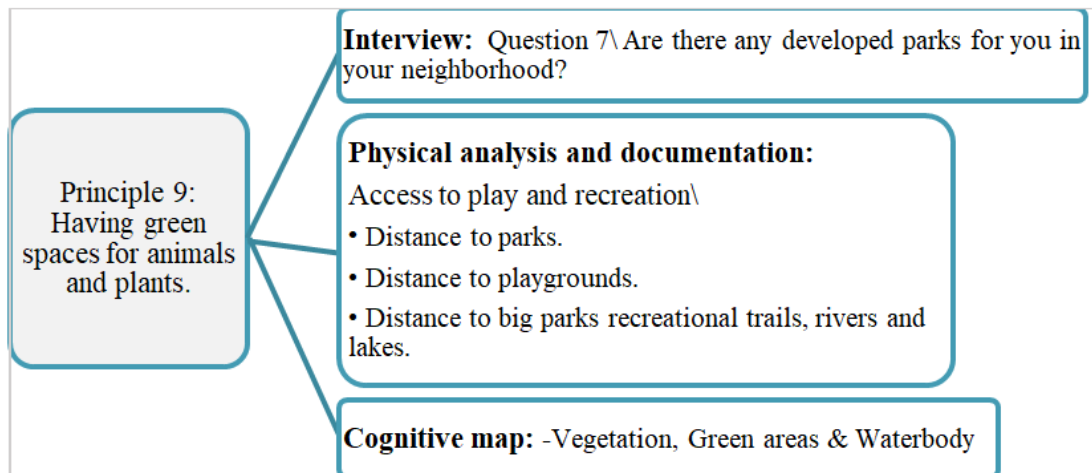 Interview: Question 7\ Are there any developed parks for you in
your neighborhood?
Principle 9:
Having green
spaces for animals
and plants.
Physical analysis and documentation:
Access to play and recreation\
• Distance to parks.
• Distance to playgrounds.
• Distance to big parks recreational trails, rivers and
lakes.
Cognitive map: -Vegetation, Green areas & Waterbody